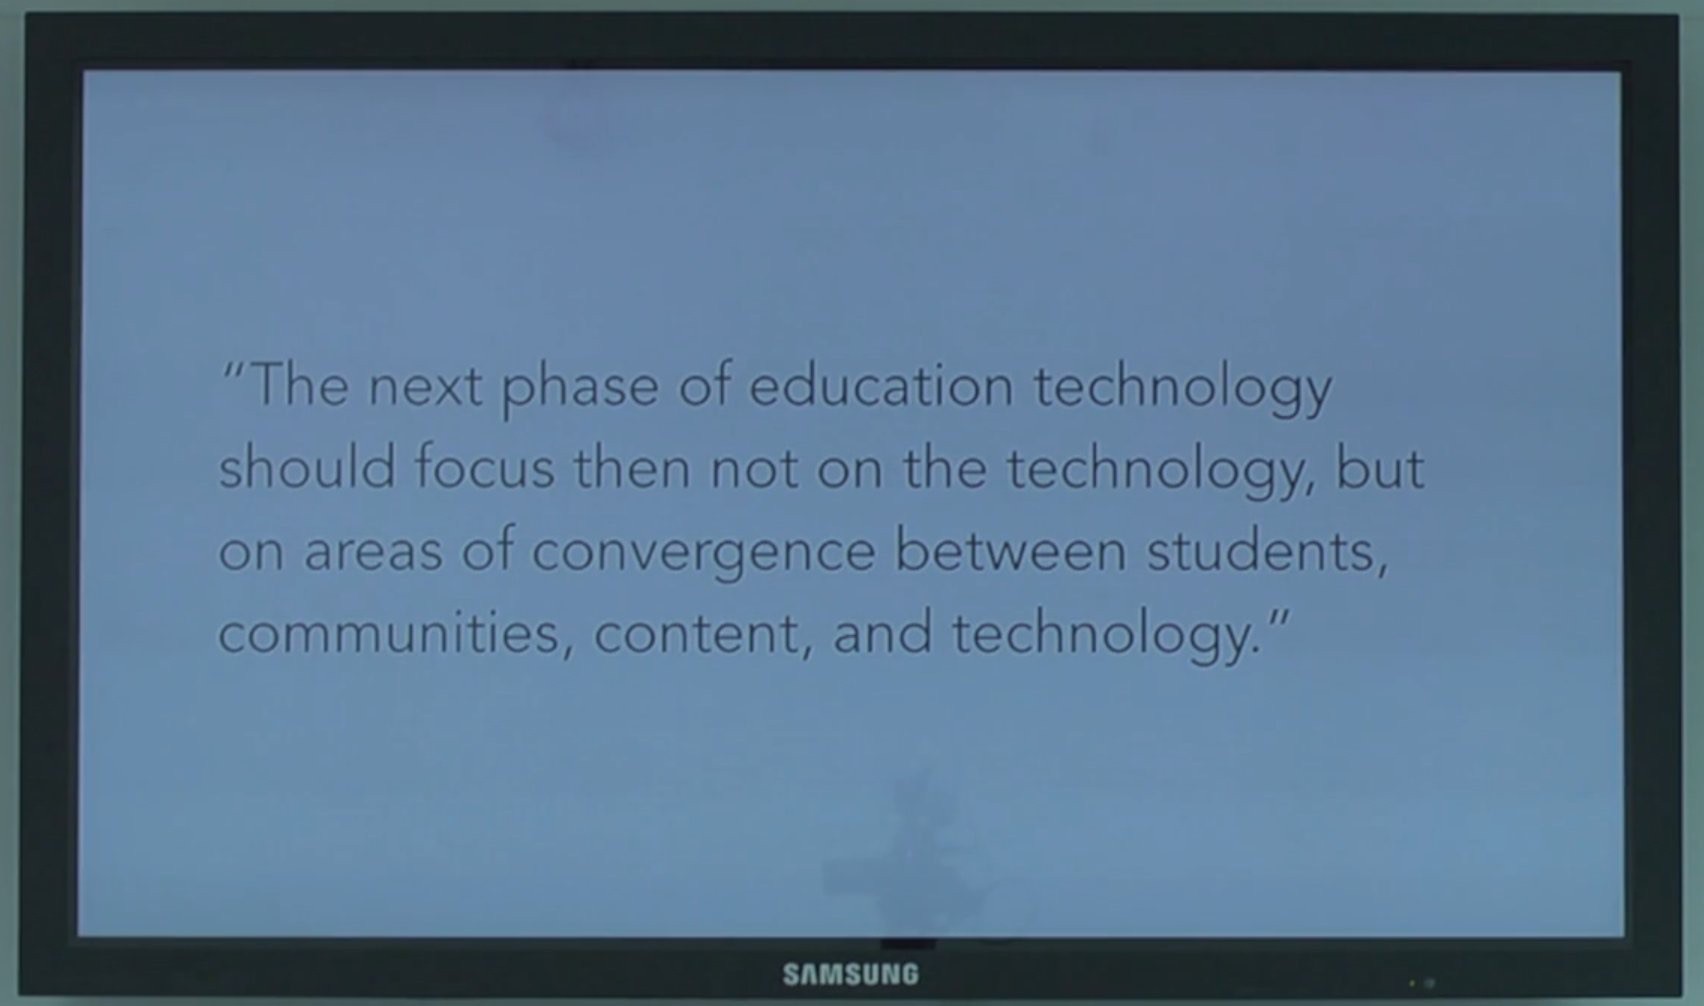 "The next phase of education technology
should focus then not on the technology, but
on areas of convergence between students,
communities, content, and technology."
SAMSUNG